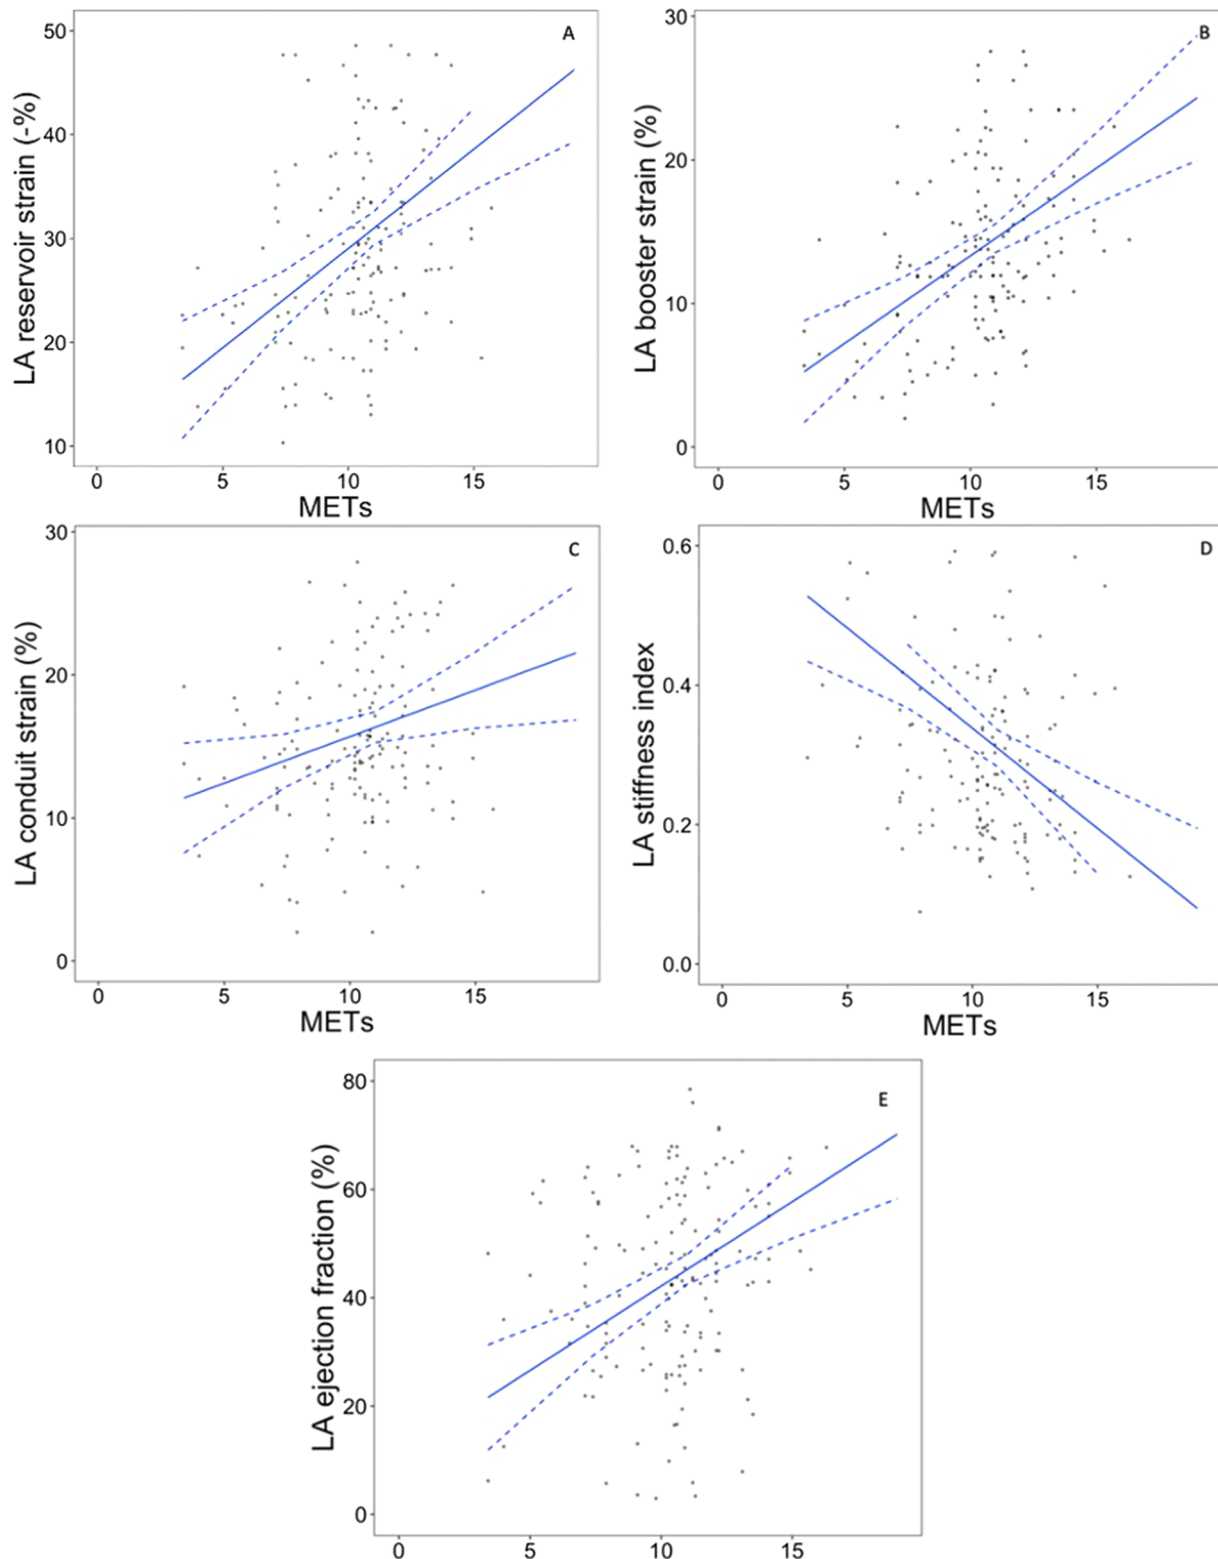 A
LA reservoir strain (-%)
50
40
30
20
10
0 5 10 15
METs
B
LA booster strain (%)
30
20
10
0
0 5 10 15
METs
C
LA conduit strain (%)
30
20
10
0
0 5 10 15
METs
D
LA stiffness index
0.6
0.4
0.2
0.0
0 5 10 15
METs
E
LA ejection fraction (%)
80
60
40
20
0
0 5 10 15